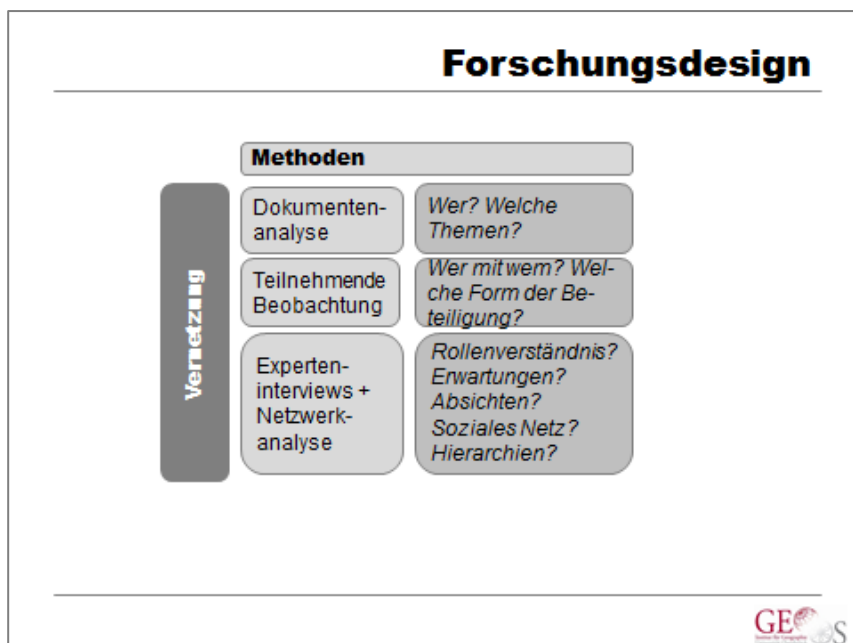 Forschungsdesign
Methoden
Vernetzung
Dokumenten-
analyse
Wer? Welche
Themen?
Teilnehmende
Beobachtung
Wer mit wem? Wel-
che Form der Be-
teiligung?
Experten-
interviews +
Netzwerk-
analyse
Rollenverständnis?
Erwartungen?
Absichten?
Soziales Netz?
Hierarchien?
GE S